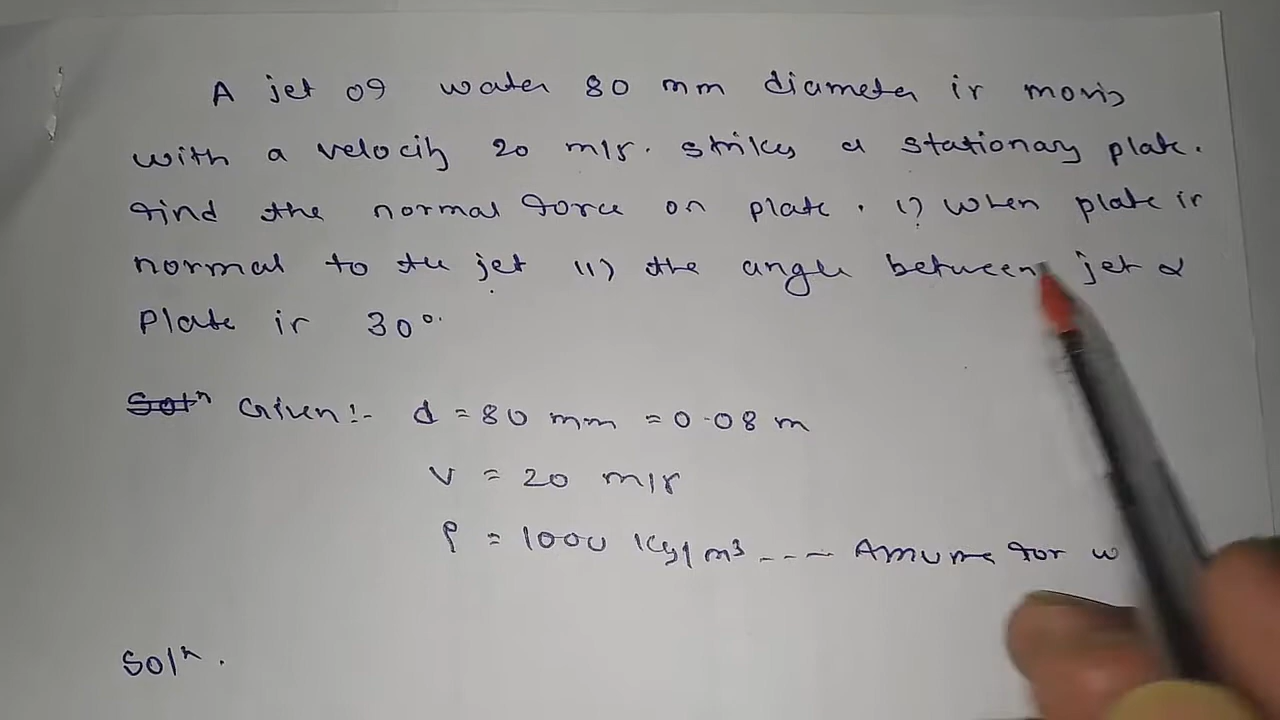 A jet of water 80 mm diameter is moving
with a velocity 20 m/s. strikes a stationary plate.
find the normal force on plate. i) when plate is
normal to the jet ii) the angle between jet &
Plate is 30°.
Soln Given:- d = 80 mm = 0.08 m
V = 20 m/s
ρ = 1000 Kg/m³ ---- Assume for w
Soln.